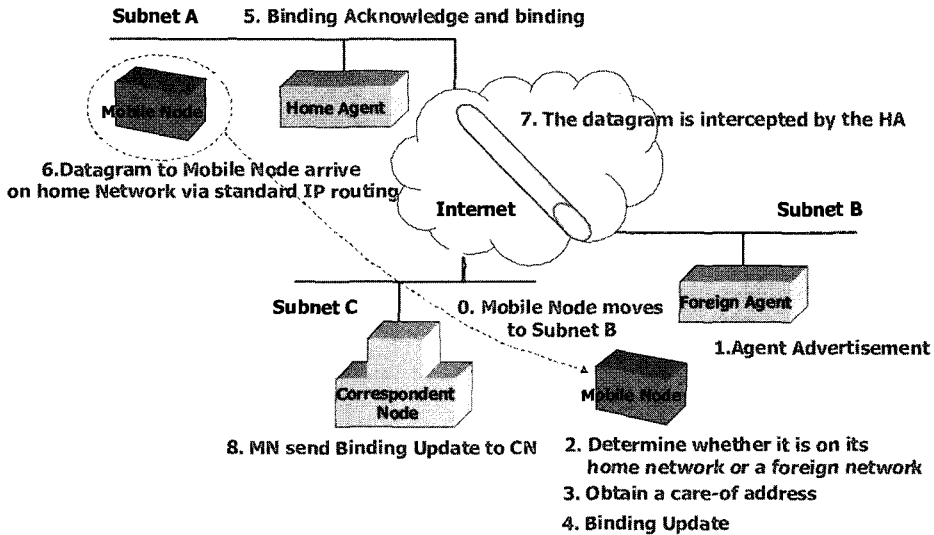 Subnet A
5. Binding Acknowledge and binding
Mobile Node
Home Agent
7. The datagram is intercepted by the HA
6.Datagram to Mobile Node arrive
on home Network via standard IP routing
Internet
Subnet B
Subnet C
0. Mobile Node moves
to Subnet B
Foreign Agent
1.Agent Advertisement
Correspondent
Node
Mobile Node
8. MN send Binding Update to CN
2. Determine whether it is on its
home network or a foreign network
3. Obtain a care-of address
4. Binding Update